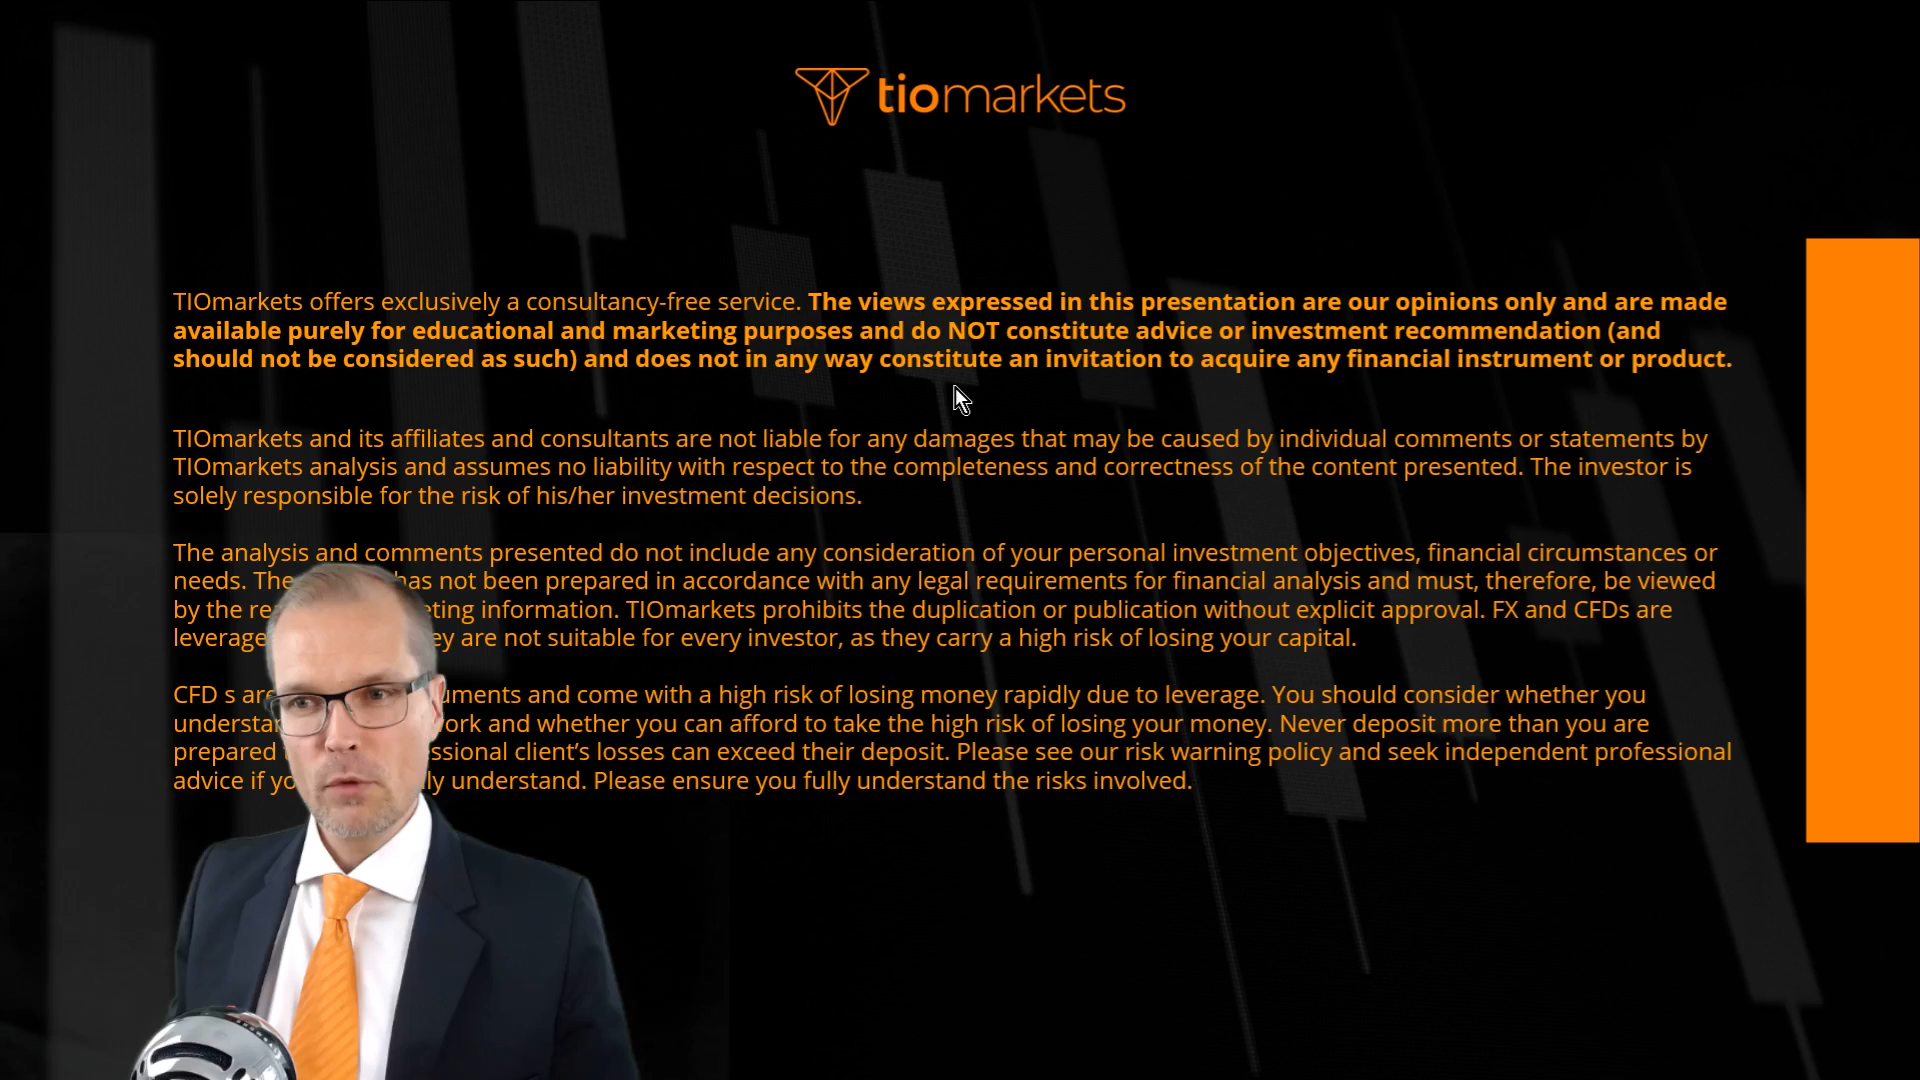 tiomarkets
TIOmarkets offers exclusively a consultancy-free service. The views expressed in this presentation are our opinions only and are made
available purely for educational and marketing purposes and do NOT constitute advice or investment recommendation (and
should not be considered as such) and does not in any way constitute an invitation to acquire any financial instrument or product.
TIOmarkets and its affiliates and consultants are not liable for any damages that may be caused by individual comments or statements by
TIOmarkets analysis and assumes no liability with respect to the completeness and correctness of the content presented. The investor is
solely responsible for the risk of his/her investment decisions.
The analysis and comments presented do not include any consideration of your personal investment objectives, financial circumstances or
needs. The has not been prepared in accordance with any legal requirements for financial analysis and must, therefore, be viewed
by the information. TIOmarkets prohibits the duplication or publication without explicit approval. FX and CFDs are
are not suitable for every investor, as they carry a high risk of losing your capital.
CFD s are and come with a high risk of losing money rapidly due to leverage. You should consider whether you
and whether you can afford to take the high risk of losing your money. Never deposit more than you are
prepared client's losses can exceed their deposit. Please see our risk warning policy and seek independent professional
advice if understand. Please ensure you fully understand the risks involved.